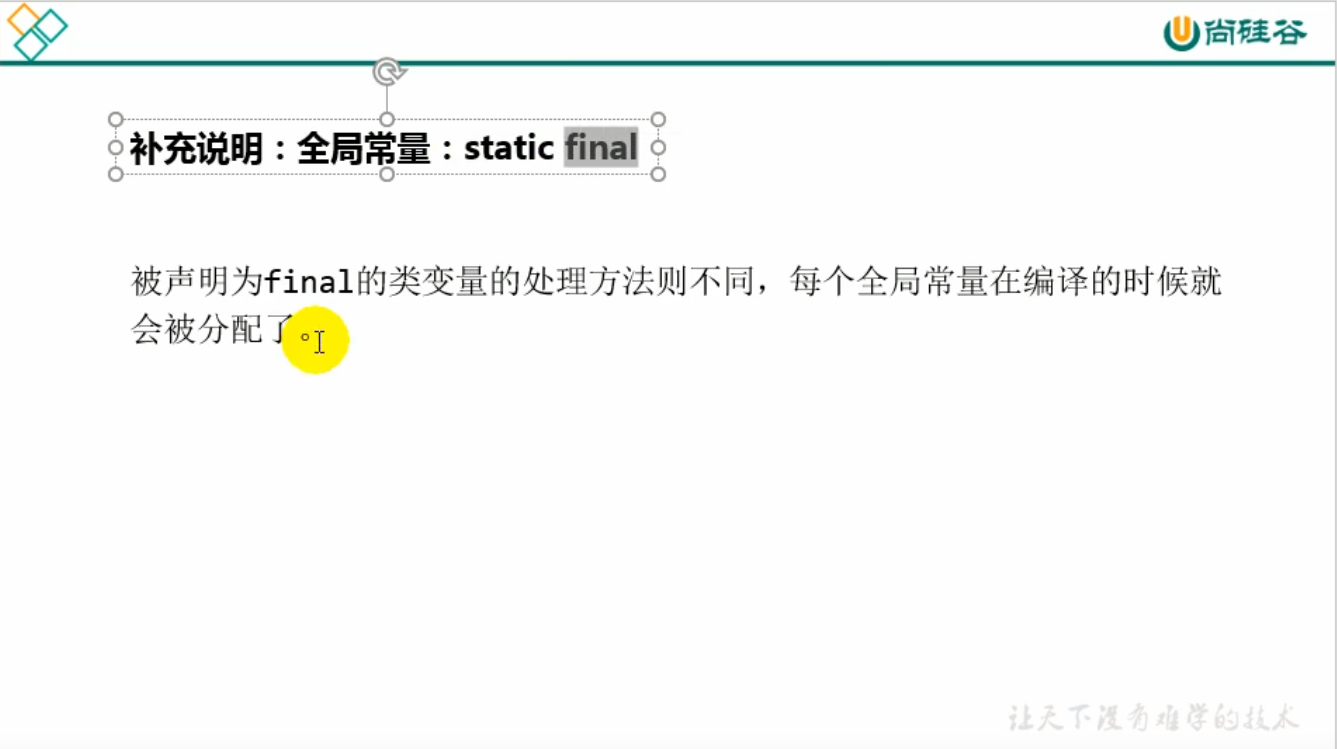 尚硅谷
补充说明：全局常量：static final
被声明为final的类变量的处理方法则不同，每个全局常量在编译的时候就
会被分配了。
让天下没有难学的技术